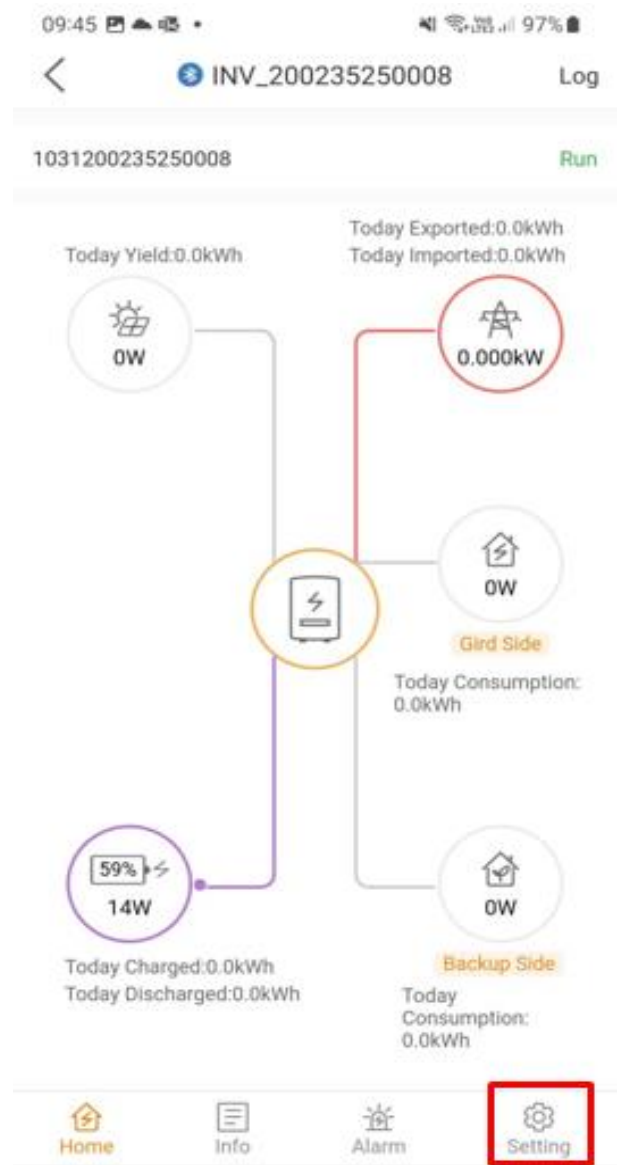 09:45
97%
INV_200235250008
Log
1031200235250008
Run
Today Yield:0.0kWh
Today Exported:0.0kWh
Today Imported:0.0kWh
0W
0.000kW
0W
Gird Side
Today Consumption:
0.0kWh
59%
14W
0W
Today Charged:0.0kWh
Today Discharged:0.0kWh
Backup Side
Today
Consumption:
0.0kWh
Home
Info
Alarm
Setting